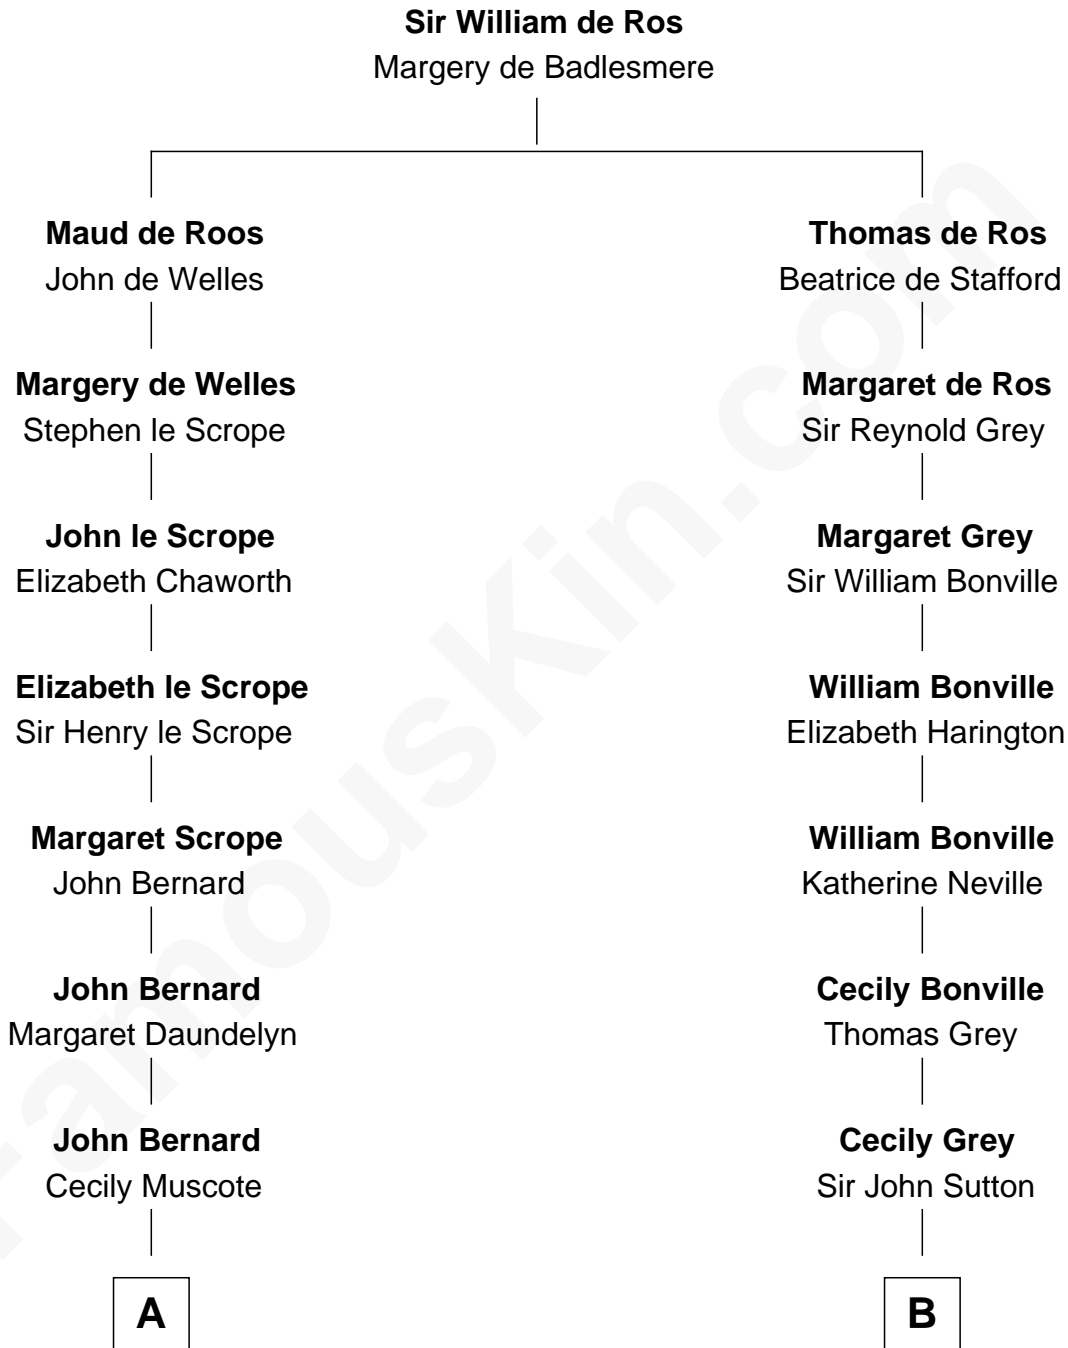 Sir William de Ros
Margery de Badlesmere
Maud de Roos
John de Welles
Thomas de Ros
Beatrice de Stafford
Margery de Welles
Stephen le Scrope
Margaret de Ros
Sir Reynold Grey
John le Scrope
Elizabeth Chaworth
Margaret Grey
Sir William Bonville
Elizabeth le Scrope
Sir Henry le Scrope
William Bonville
Elizabeth Harington
Margaret Scrope
John Bernard
William Bonville
Katherine Neville
John Bernard
Margaret Daundelyn
Cecily Bonville
Thomas Grey
John Bernard
Cecily Muscote
Cecily Grey
Sir John Sutton
A
B
FamousKin.com